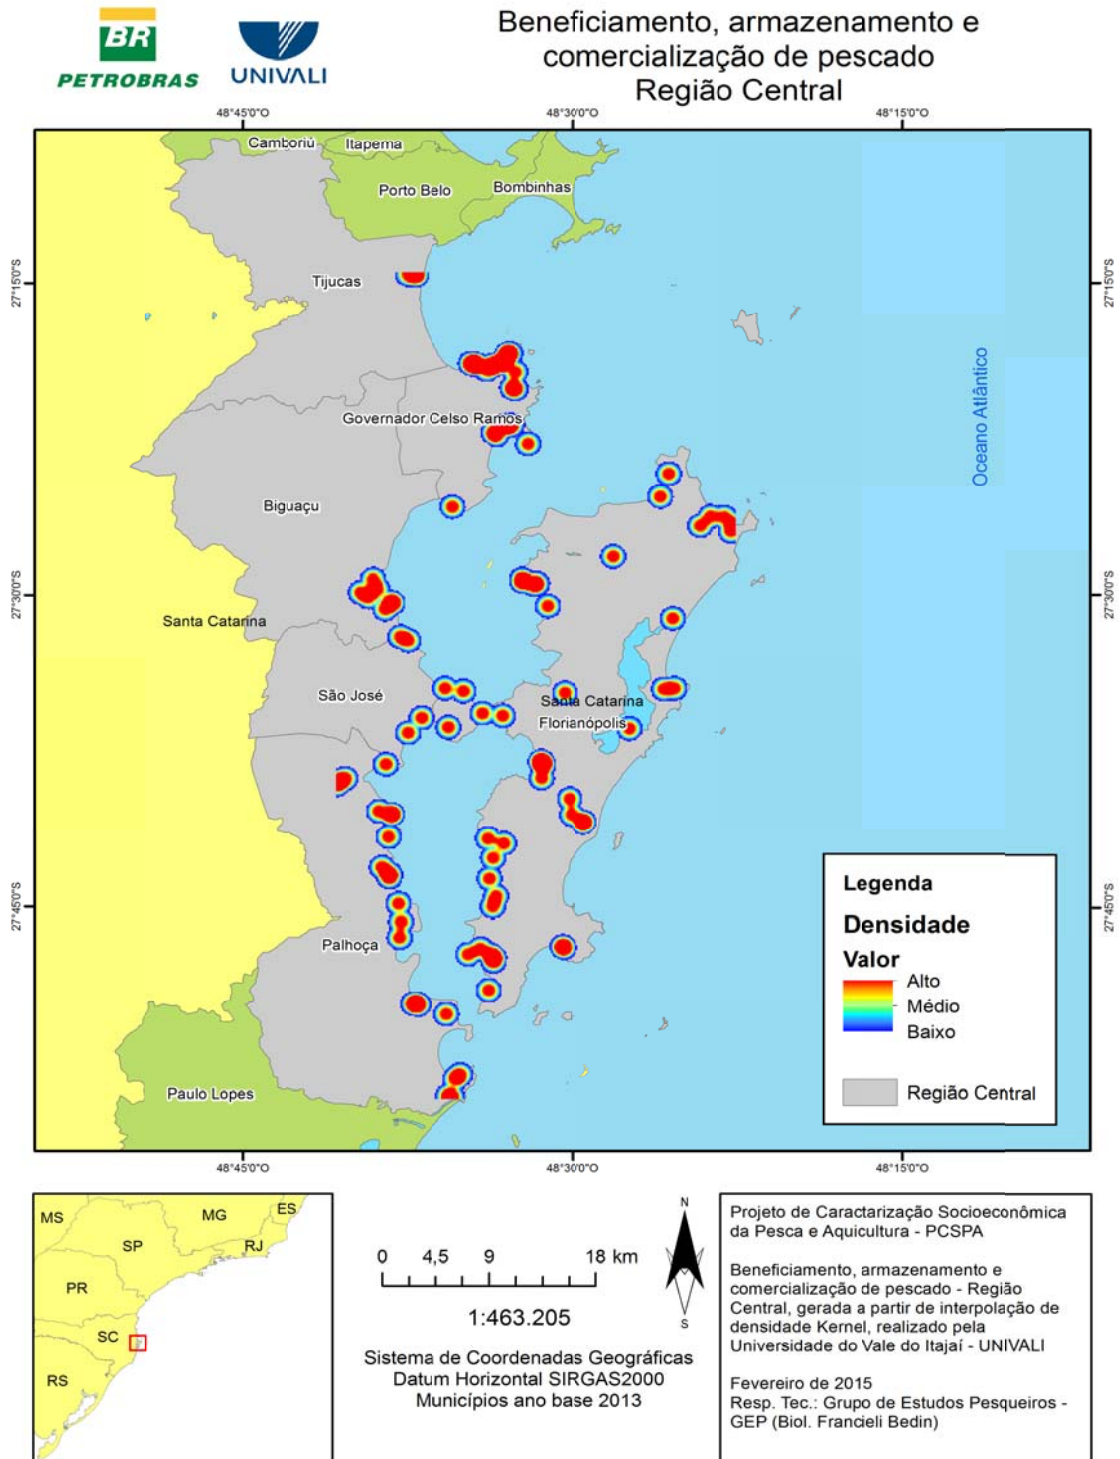 BR
PETROBRAS
UNIVALI
Beneficiamento, armazenamento e
comercialização de pescado
Região Central
48°45'0"O
48°30'0"O
48°15'0"O
Camboriú
Itapema
Porto Belo
Bombinhas
27°15'0"S
27°15'0"S
Tijucas
Oceano Atlântico
Governador Celso Ramos
Biguaçu
27°30'0"S
27°30'0"S
Santa Catarina
São José
Santa Catarina
Florianópolis
27°45'0"S
27°45'0"S
Palhoça
Paulo Lopes
Legenda
Densidade
Valor
Alto
Médio
Baixo
Região Central
48°45'0"O
48°30'0"O
48°15'0"O
MS
MG
ES
SP
RJ
PR
SC
RS
0 4,5 9 18 km
1:463.205
Sistema de Coordenadas Geográficas
Datum Horizontal SIRGAS2000
Municípios ano base 2013
N
S
Projeto de Caractarização Socioeconômica
da Pesca e Aquicultura - PCSPA
Beneficiamento, armazenamento e
comercialização de pescado - Região
Central, gerada a partir de interpolação de
densidade Kernel, realizado pela
Universidade do Vale do Itajaí - UNIVALI
Fevereiro de 2015
Resp. Tec.: Grupo de Estudos Pesqueiros -
GEP (Biol. Francieli Bedin)